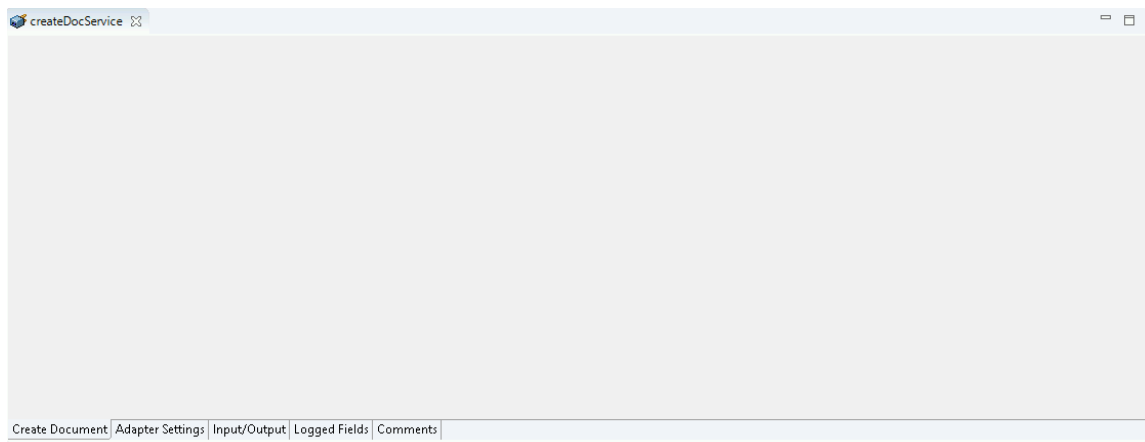 createDocService
Create Document Adapter Settings Input/Output Logged Fields Comments